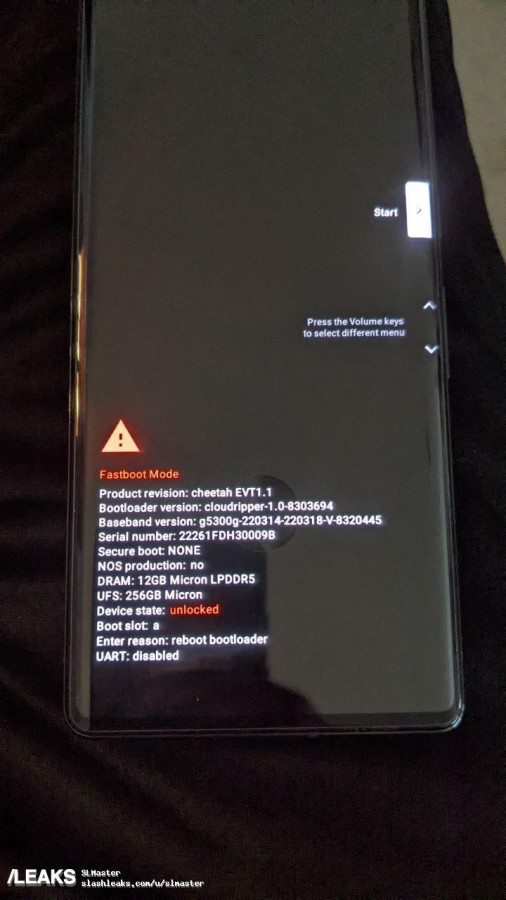 Start
Press the Volume keys
to select different menu
Fastboot Mode
Product revision: cheetah EVT1.1
Bootloader version: cloudripper-1.0-8303694
Baseband version: g5300g-220314-220318-V-8320445
Serial number: 22261FDH30009B
Secure boot: NONE
NOS production: no
DRAM: 12GB Micron LPDDR5
UFS: 256GB Micron
Device state: unlocked
Boot slot: a
Enter reason: reboot bootloader
UART: disabled
/LEAKS SLMaster
slashleaks.com/u/slmaster